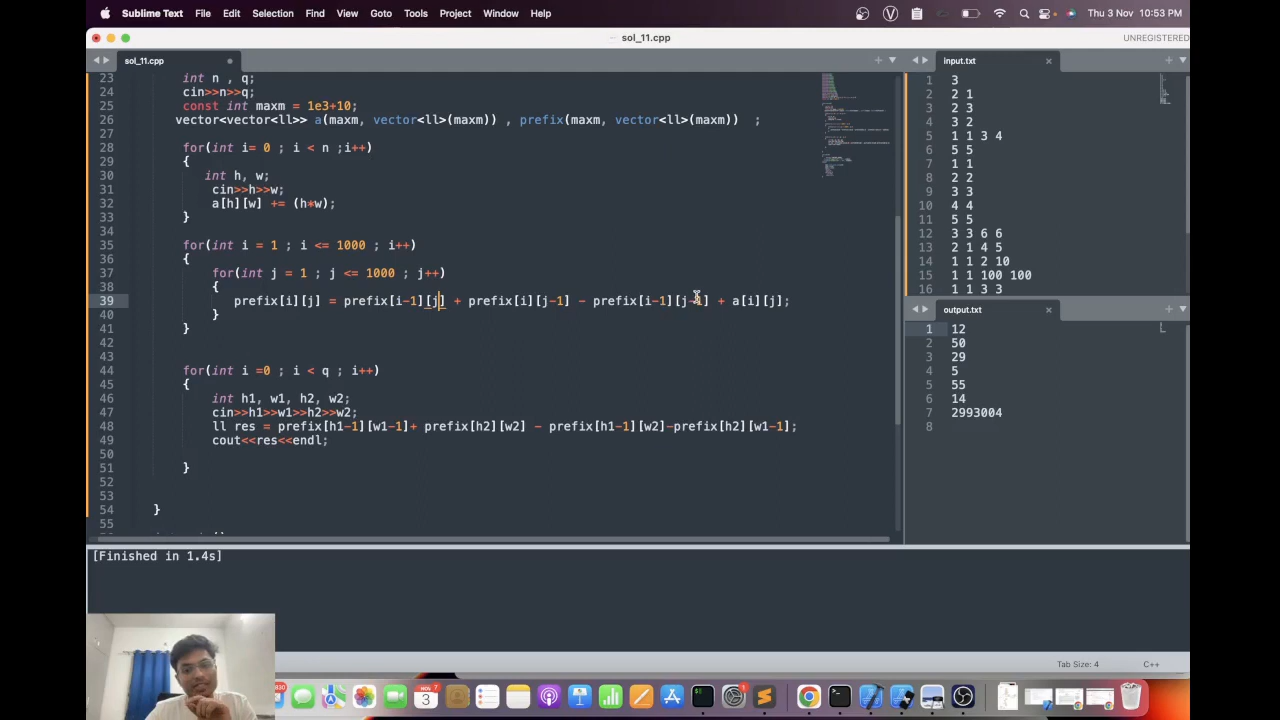 Sublime Text File Edit Selection Find View Goto Tools Project Window Help Thu 3 Nov 10:53 PM
sol_11.cpp UNREGISTERED
sol_11.cpp
23 int n , q;
24 cin>>n>>q;
25 const int maxm = 1e3+10;
26 vector<vector<ll>> a(maxm, vector<ll>(maxm)) , prefix(maxm, vector<ll>(maxm)) ;
27
28 for(int i= 0 ; i < n ;i++)
29 {
30 int h, w;
31 cin>>h>>w;
32 a[h][w] += (h*w);
33 }
34
35 for(int i = 1 ; i <= 1000 ; i++)
36 {
37 for(int j = 1 ; j <= 1000 ; j++)
38 {
39 prefix[i][j] = prefix[i-1][j] + prefix[i][j-1] - prefix[i-1][j-1] + a[i][j];
40 }
41 }
42
43
44 for(int i =0 ; i < q ; i++)
45 {
46 int h1, w1, h2, w2;
47 cin>>h1>>w1>>h2>>w2;
48 ll res = prefix[h1-1][w1-1]+ prefix[h2][w2] - prefix[h1-1][w2]-prefix[h2][w1-1];
49 cout<<res<<endl;
50
51 }
52
53
54 }
55
input.txt
1 3
2 2 1
3 2 3
4 3 2
5 1 1 3 4
6 5 5
7 1 1
8 2 2
9 3 3
10 4 4
11 5 5
12 3 3 6 6
13 2 1 4 5
14 1 1 2 10
15 1 1 100 100
16 1 1 3 3
output.txt
1 12
2 50
3 29
4 5
5 55
6 14
7 2993004
8
[Finished in 1.4s]
Tab Size: 4 C++
NOV
3